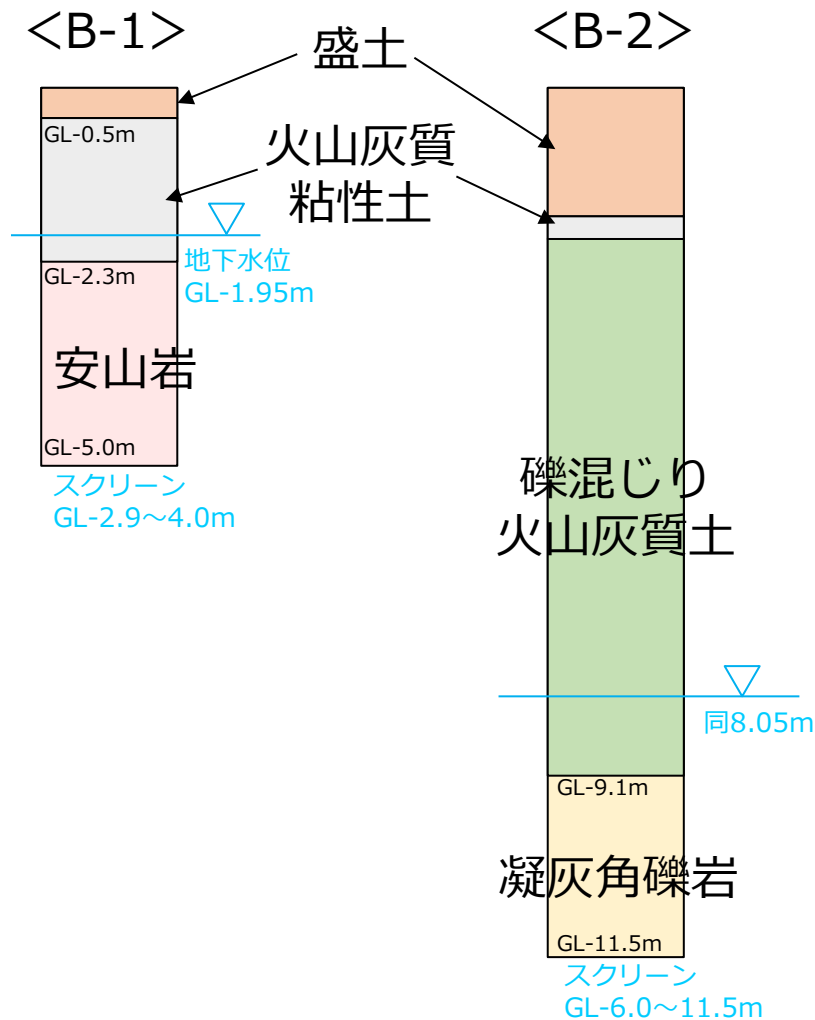 <B-1>
盛土
<B-2>
GL-0.5m
火山灰質
粘性土
地下水位
GL-1.95m
GL-2.3m
安山岩
GL-5.0m
スクリーン
GL-2.9～4.0m
礫混じり
火山灰質土
同8.05m
GL-9.1m
凝灰角礫岩
GL-11.5m
スクリーン
GL-6.0～11.5m